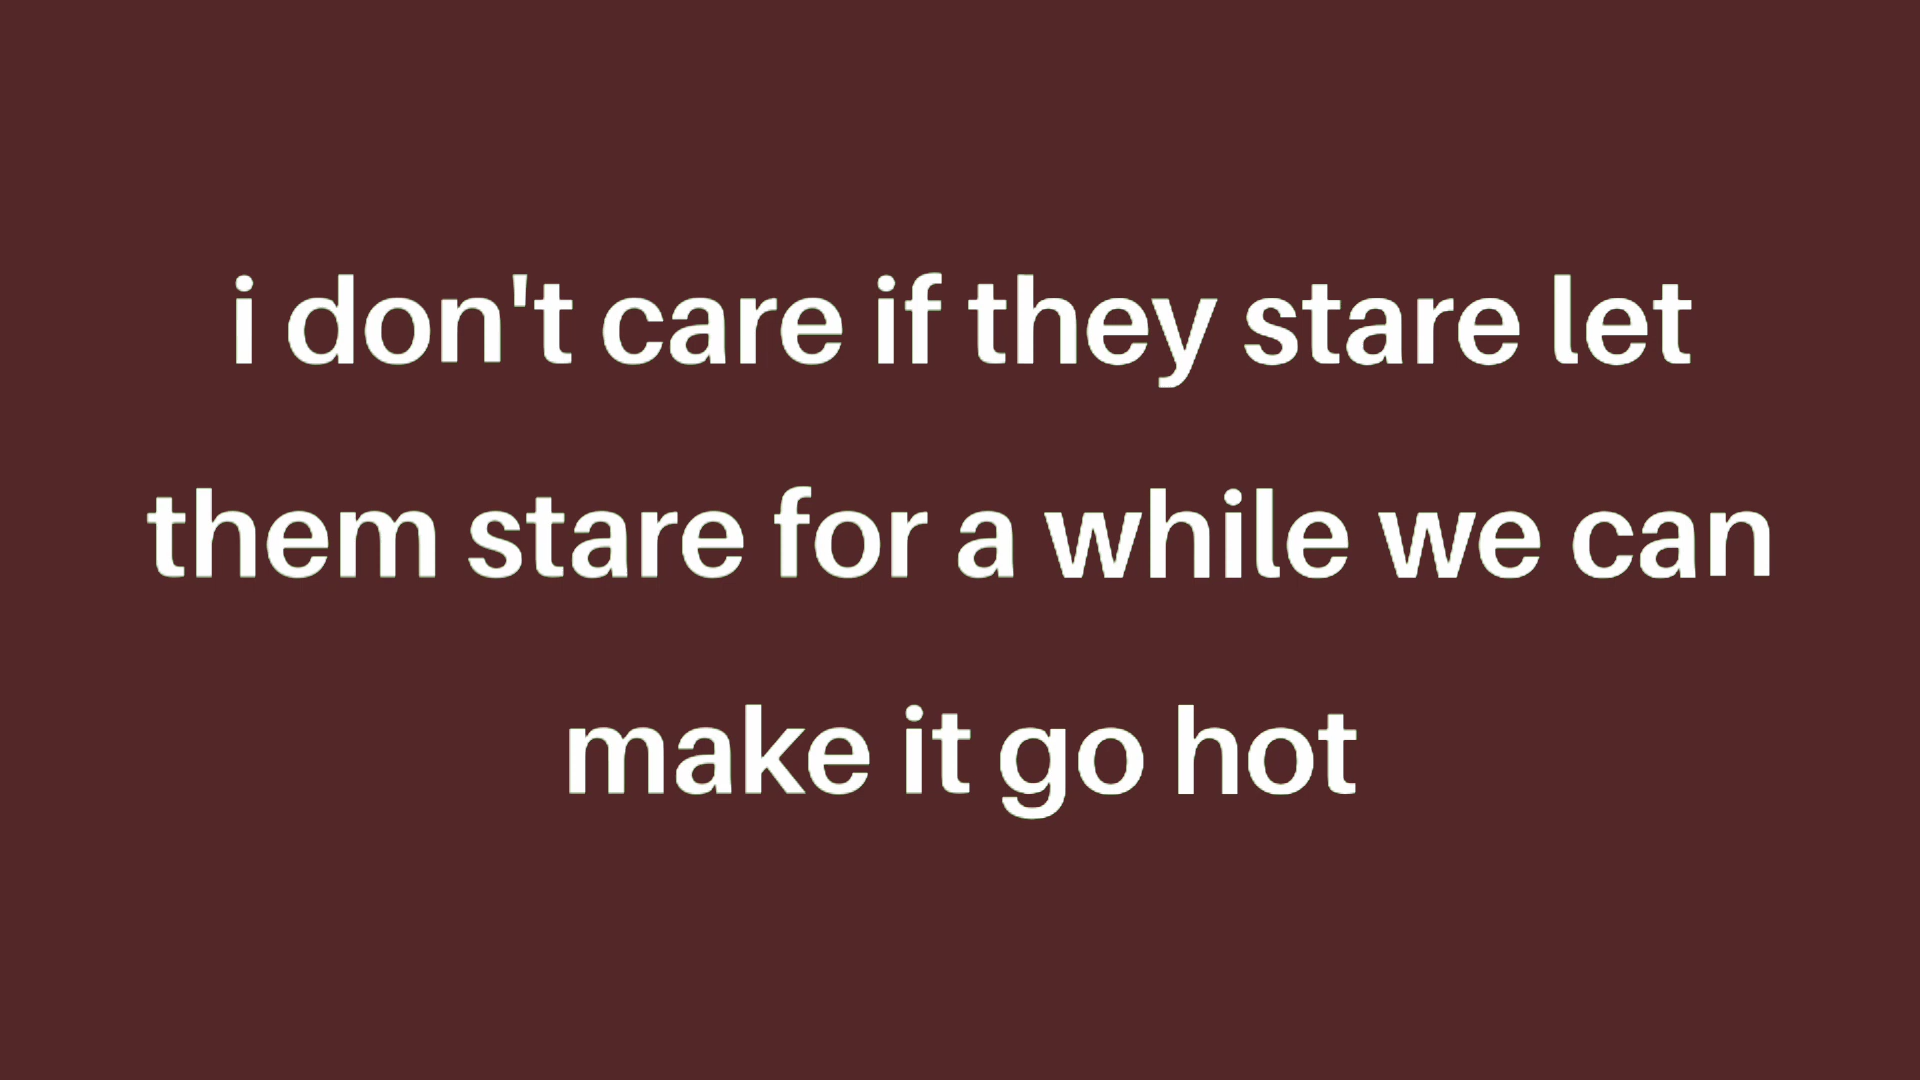 i don't care if they stare let
them stare for a while we can
make it go hot